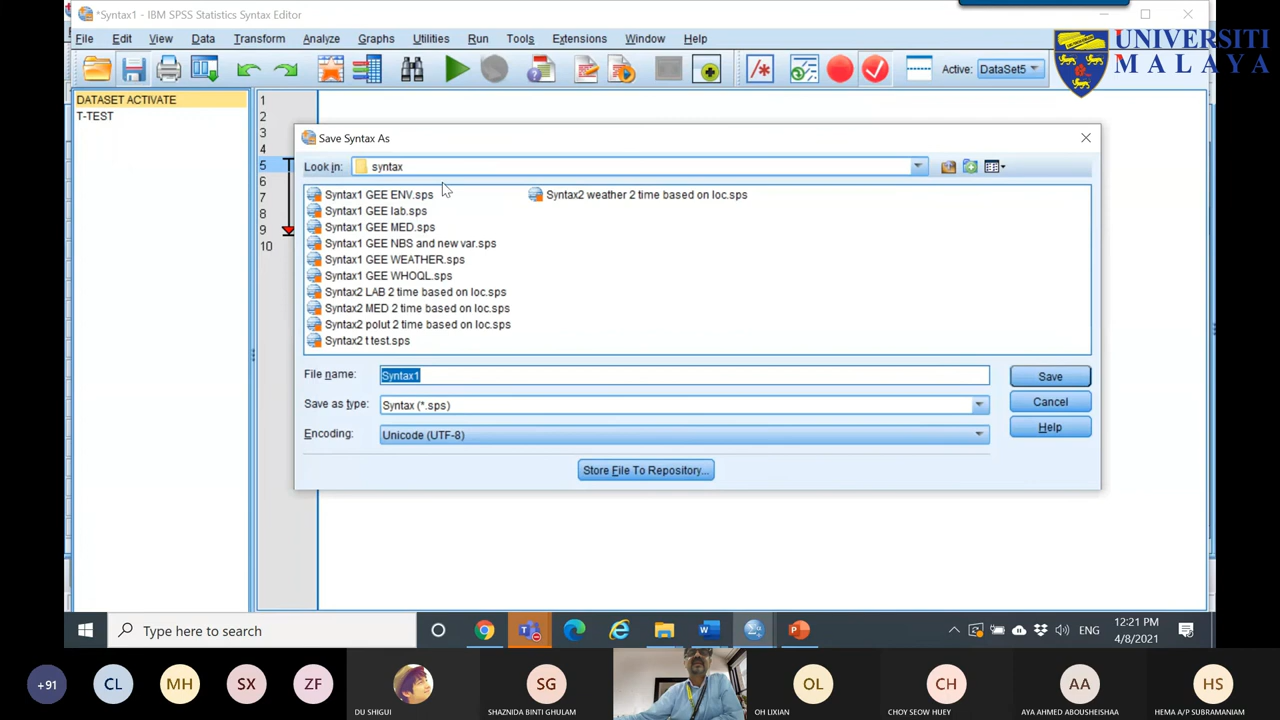 *Syntax1 - IBM SPSS Statistics Syntax Editor
File Edit View Data Transform Analyze Graphs Utilities Run Tools Extensions Window Help
UNIVERSITI
MALAYA
Active: DataSet5
DATASET ACTIVATE
T-TEST
1
2
3
4
5
6
7
8
9
10
Save Syntax As
Look in: syntax
Syntax1 GEE ENV.sps
Syntax1 GEE lab.sps
Syntax1 GEE MED.sps
Syntax1 GEE NBS and new var.sps
Syntax1 GEE WEATHER.sps
Syntax1 GEE WHOQL.sps
Syntax2 LAB 2 time based on loc.sps
Syntax2 MED 2 time based on loc.sps
Syntax2 polut 2 time based on loc.sps
Syntax2 t test.sps
Syntax2 weather 2 time based on loc.sps
File name: Syntax1
Save
Save as type: Syntax (*.sps)
Cancel
Encoding: Unicode (UTF-8)
Help
Store File To Repository...
Type here to search
ENG
12:21 PM
4/8/2021
+91
CL
MH
SX
ZF
DU SHIGUI
SG
SHAZNIDA BINTI GHULAM
OL
OH LIXIAN
CH
CHOY SEOW HUEY
AA
AYA AHMED ABOUSHEISHAA
HS
HEMA A/P SUBRAMANIAM